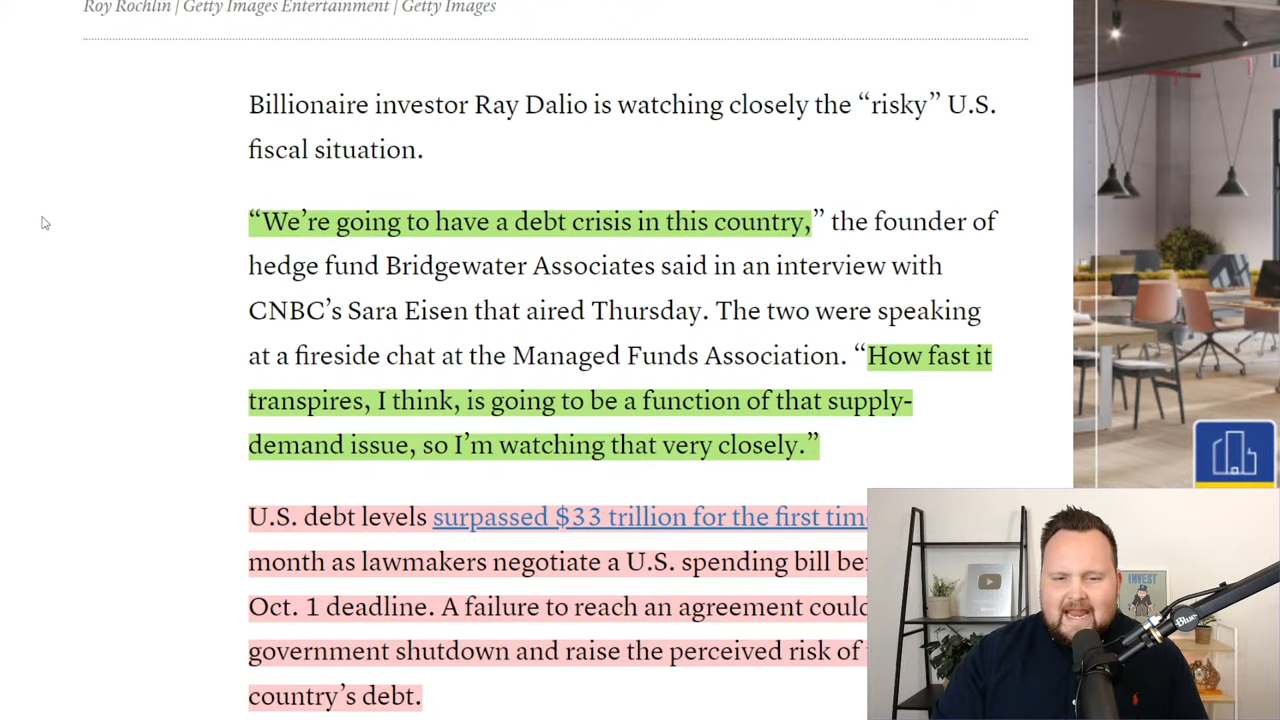 Roy Rochlin | Getty Images Entertainment | Getty Images
Billionaire investor Ray Dalio is watching closely the “risky” U.S.
fiscal situation.
“We’re going to have a debt crisis in this country,” the founder of
hedge fund Bridgewater Associates said in an interview with
CNBC’s Sara Eisen that aired Thursday. The two were speaking
at a fireside chat at the Managed Funds Association. “How fast it
transpires, I think, is going to be a function of that supply-
demand issue, so I’m watching that very closely.”
U.S. debt levels surpassed $33 trillion for the first
month as lawmakers negotiate a U.S. spending bill
Oct. 1 deadline. A failure to reach an agreement
government shutdown and raise the perceived risk of
country’s debt.
INVEST
Blue